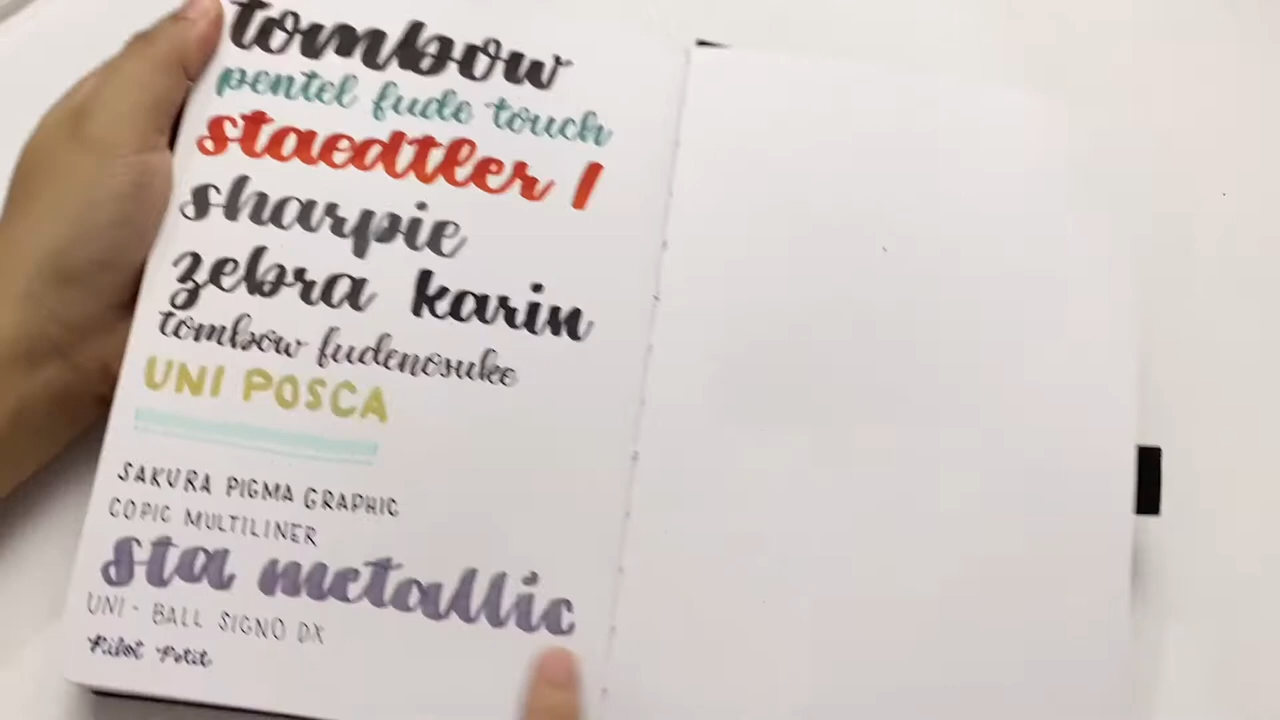 tombow
pentel fude touch
staedtler 1
sharpie
zebra karin
tombow fudenosuke
UNI POSCA
SAKURA PIGMA GRAPHIC
COPIC MULTILINER
sta metallic
UNI-BALL SIGNO DX
Pilot Petit